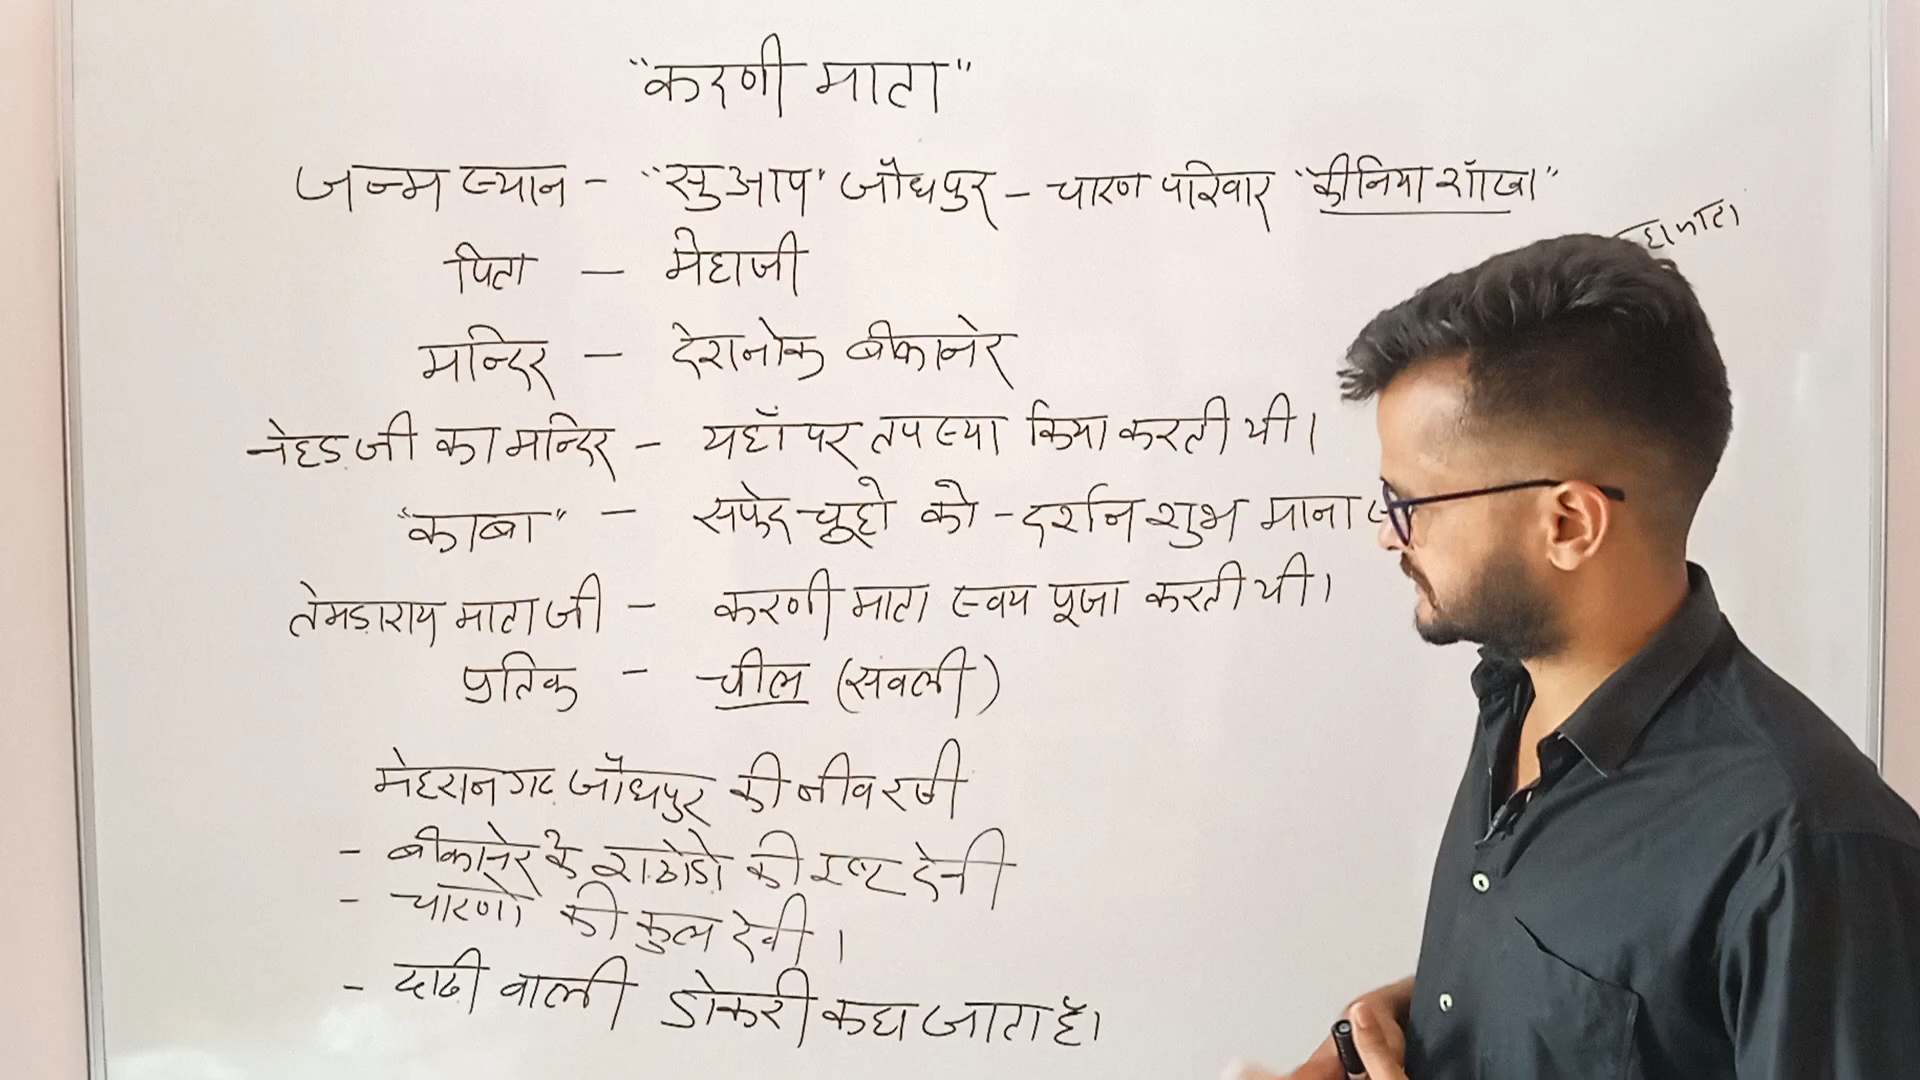 "करणी माता"
जन्म स्थान - "सुआप" जोधपुर - चारण परिवार "कीनिया शॉखा"
पिता - मेहाजी
मन्दिर - देशनोक बीकानेर
नेहडजी का मन्दिर - यहाँ पर तपस्या किया करती थी।
"काबा" - सफेद चूहो को - दर्शन शुभ माना
तेमडाराय माताजी - करणी माता स्वय पूजा करती थी।
प्रतिक - चील (सवली)
मेहरानगढ जोधपुर की नीव रखी
- बीकानेर के राठोडो की इष्ट देवी
- चारणो की कुल देवी।
- दाढी वाली डोकरी कहा जाता है।